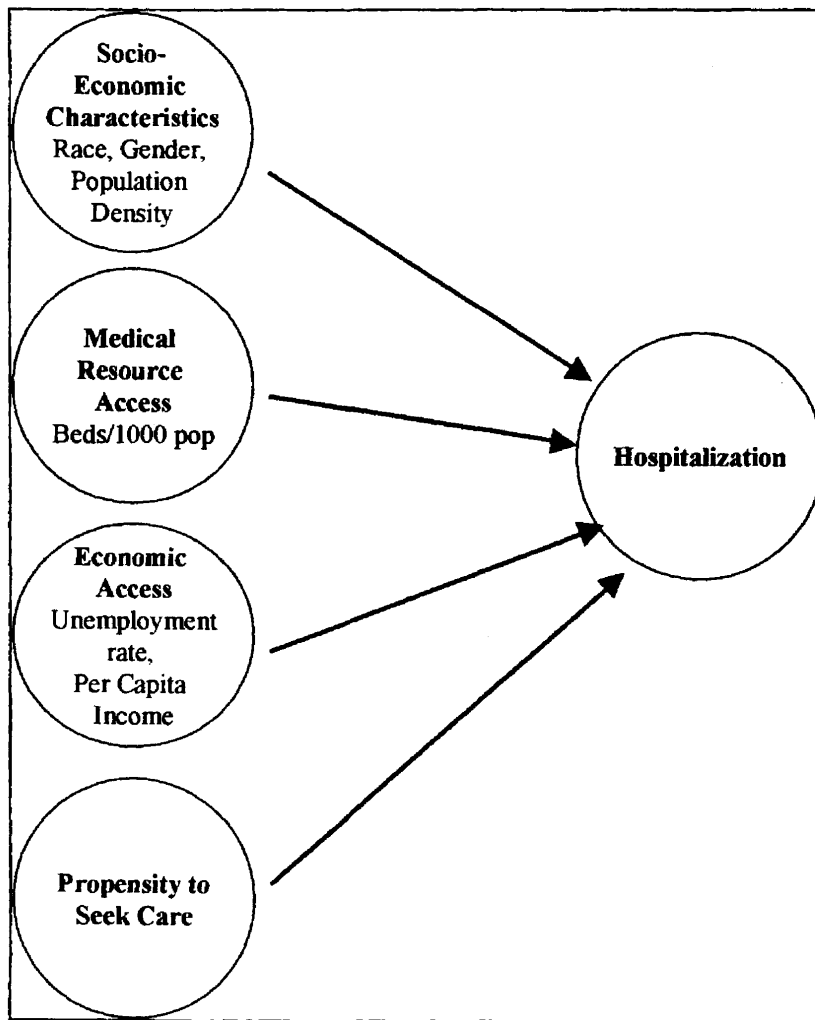 Socio-
Economic
Characteristics
Race, Gender,
Population
Density
Medical
Resource
Access
Beds/1000 pop
Hospitalization
Economic
Access
Unemployment
rate,
Per Capita
Income
Propensity to
Seek Care